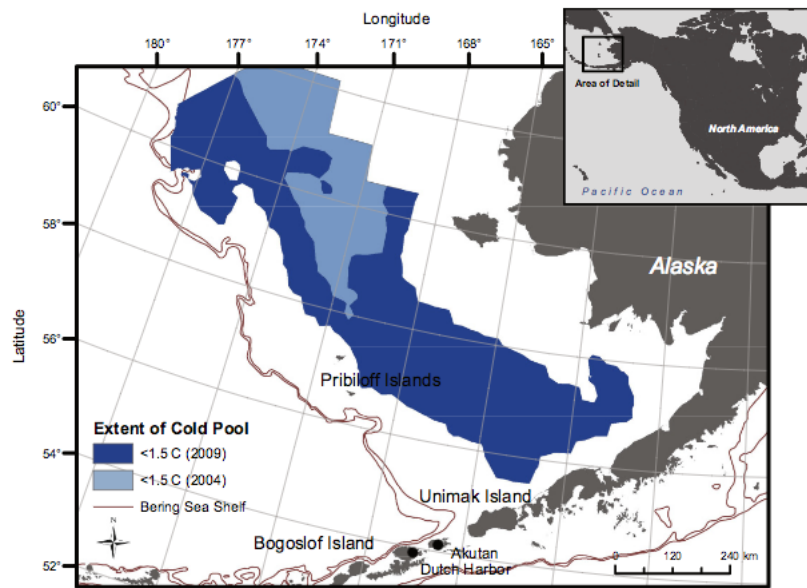 Longitude
180°
177°
174°
171°
168°
165°
60°
58°
56°
54°
52°
Latitude
Area of Detail
North America
Pacific Ocean
Alaska
Pribiloff Islands
Extent of Cold Pool
<1.5 C (2009)
<1.5 C (2004)
Bering Sea Shelf
N
Unimak Island
Bogoslof Island
Akutan
Dutch Harbor
0 60 120 240 km